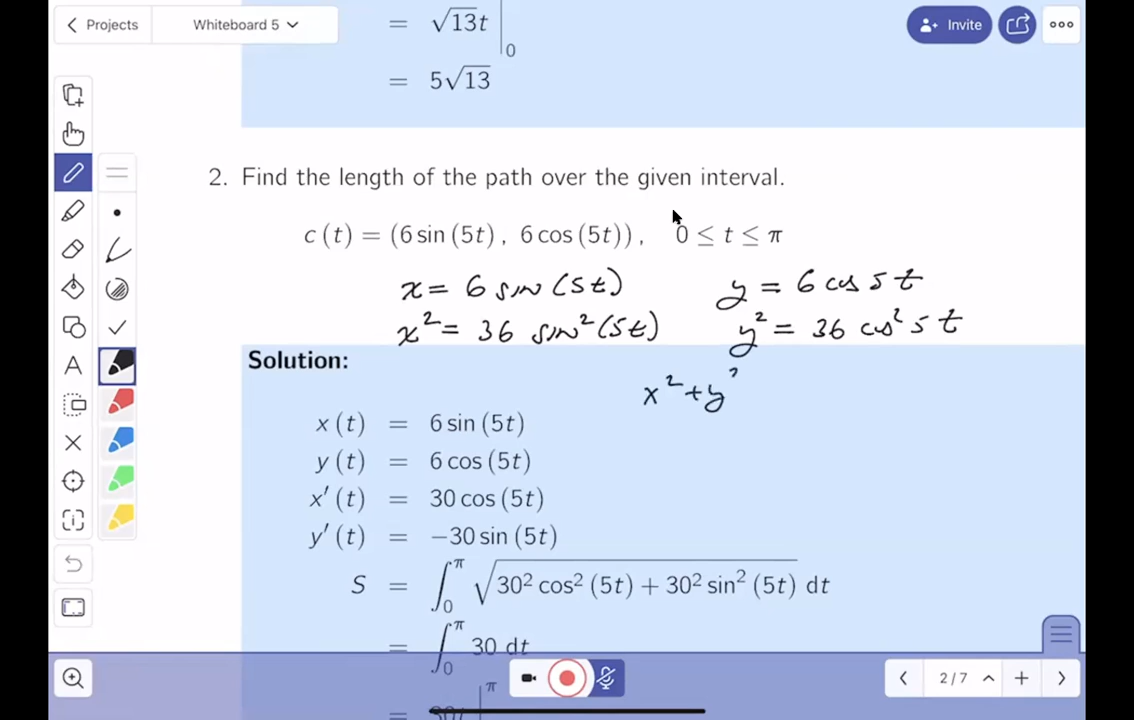 Projects
Whiteboard 5
Invite
= √13t |₀
= 5√13
2. Find the length of the path over the given interval.
c (t) = (6 sin (5t) , 6 cos (5t)) , 0 ≤ t ≤ π
x = 6 sin (5t) y = 6 cos 5t
x² = 36 sin² (5t) y² = 36 cos² 5t
Solution:
x² + y²
x (t) = 6 sin (5t)
y (t) = 6 cos (5t)
x′ (t) = 30 cos (5t)
y′ (t) = −30 sin (5t)
S = ∫₀^π √(30² cos² (5t) + 30² sin² (5t)) dt
= ∫₀^π 30 dt
= 30t |^π
2 / 7